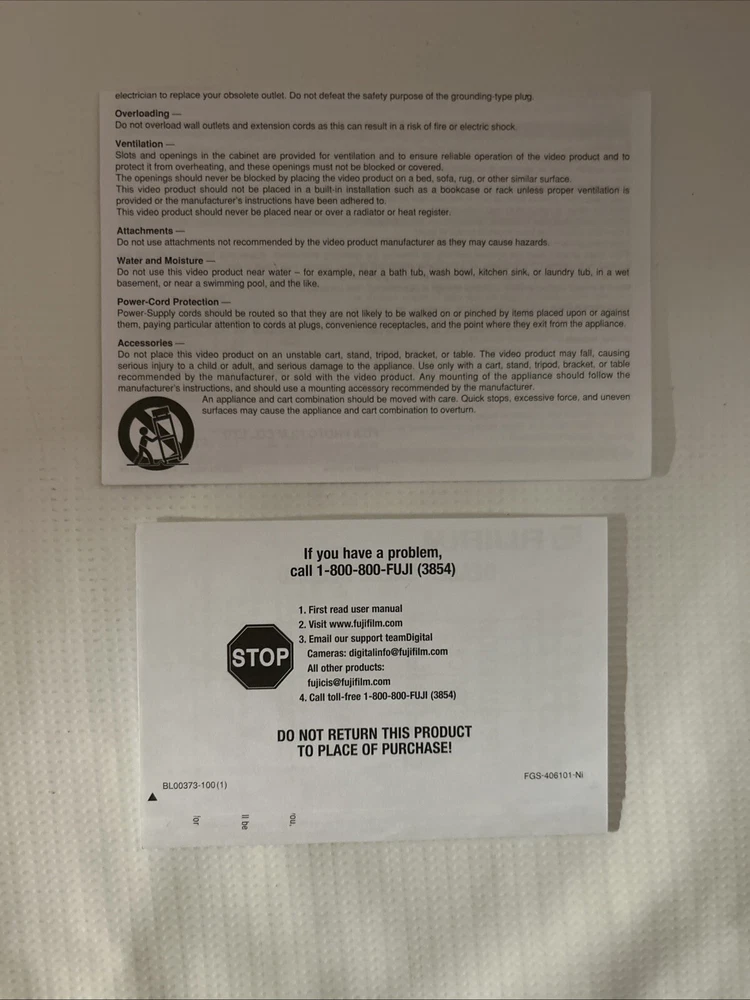 electrician to replace your obsolete outlet. Do not defeat the safety purpose of the grounding-type plug.
Overloading —
Do not overload wall outlets and extension cords as this can result in a risk of fire or electric shock.
Ventilation —
Slots and openings in the cabinet are provided for ventilation and to ensure reliable operation of the video product and to
protect it from overheating, and these openings must not be blocked or covered.
The openings should never be blocked by placing the video product on a bed, sofa, rug, or other similar surface.
This video product should not be placed in a built-in installation such as a bookcase or rack unless proper ventilation is
provided or the manufacturer's instructions have been adhered to.
This video product should never be placed near or over a radiator or heat register.
Attachments —
Do not use attachments not recommended by the video product manufacturer as they may cause hazards.
Water and Moisture —
Do not use this video product near water – for example, near a bath tub, wash bowl, kitchen sink, or laundry tub, in a wet
basement, or near a swimming pool, and the like.
Power-Cord Protection —
Power-Supply cords should be routed so that they are not likely to be walked on or pinched by items placed upon or against
them, paying particular attention to cords at plugs, convenience receptacles, and the point where they exit from the appliance.
Accessories —
Do not place this video product on an unstable cart, stand, tripod, bracket, or table. The video product may fall, causing
serious injury to a child or adult, and serious damage to the appliance. Use only with a cart, stand, tripod, bracket, or table
recommended by the manufacturer, or sold with the video product. Any mounting of the appliance should follow the
manufacturer's instructions, and should use a mounting accessory recommended by the manufacturer.
An appliance and cart combination should be moved with care. Quick stops, excessive force, and uneven
surfaces may cause the appliance and cart combination to overturn.
If you have a problem,
call 1-800-800-FUJI (3854)
STOP
1. First read user manual
2. Visit www.fujifilm.com
3. Email our support teamDigital
Cameras: digitalinfo@fujifilm.com
All other products:
fujicis@fujifilm.com
4. Call toll-free 1-800-800-FUJI (3854)
DO NOT RETURN THIS PRODUCT
TO PLACE OF PURCHASE!
BL00373-100(1)
FGS-406101-Ni
for
ll be